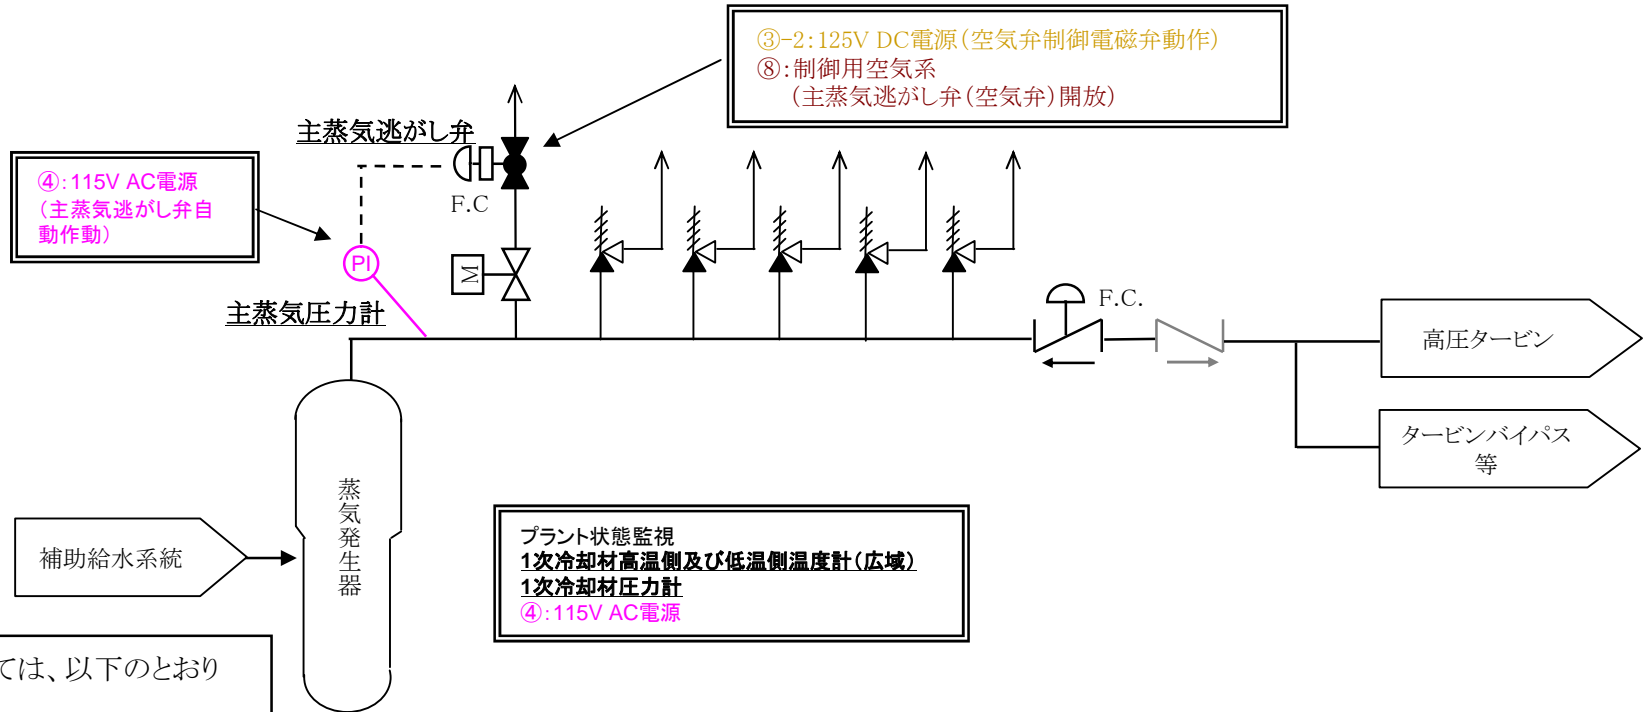 ③-2:125V DC電源(空気弁制御電磁弁動作)
⑧:制御用空気系
(主蒸気逃がし弁(空気弁)開放)
主蒸気逃がし弁
④:115V AC電源
(主蒸気逃がし弁自
動作動)
F.C
PI
M
主蒸気圧力計
F.C.
高圧タービン
タービンバイパス
等
蒸気発生器
補助給水系統
プラント状態監視
1次冷却材高温側及び低温側温度計(広域)
1次冷却材圧力計
④:115V AC電源
ては、以下のとおり